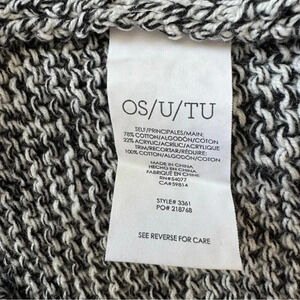 OS/U/TU
SELF/PRINCIPALES/MAIN:
78% COTTON/ALGODÓN/COTON
22% ACRYLIC/ACRÍLIC/ACRYLIQUE
TRIM/RECORTAR/RÉDUIRE:
100% COTTON/ALGODÓN/COTON
MADE IN CHINA
HECHO EN CHINA
FABRIQUÉ EN CHINE
RN#54077
CA#59814
STYLE# 3361
PO# 218768
SEE REVERSE FOR CARE